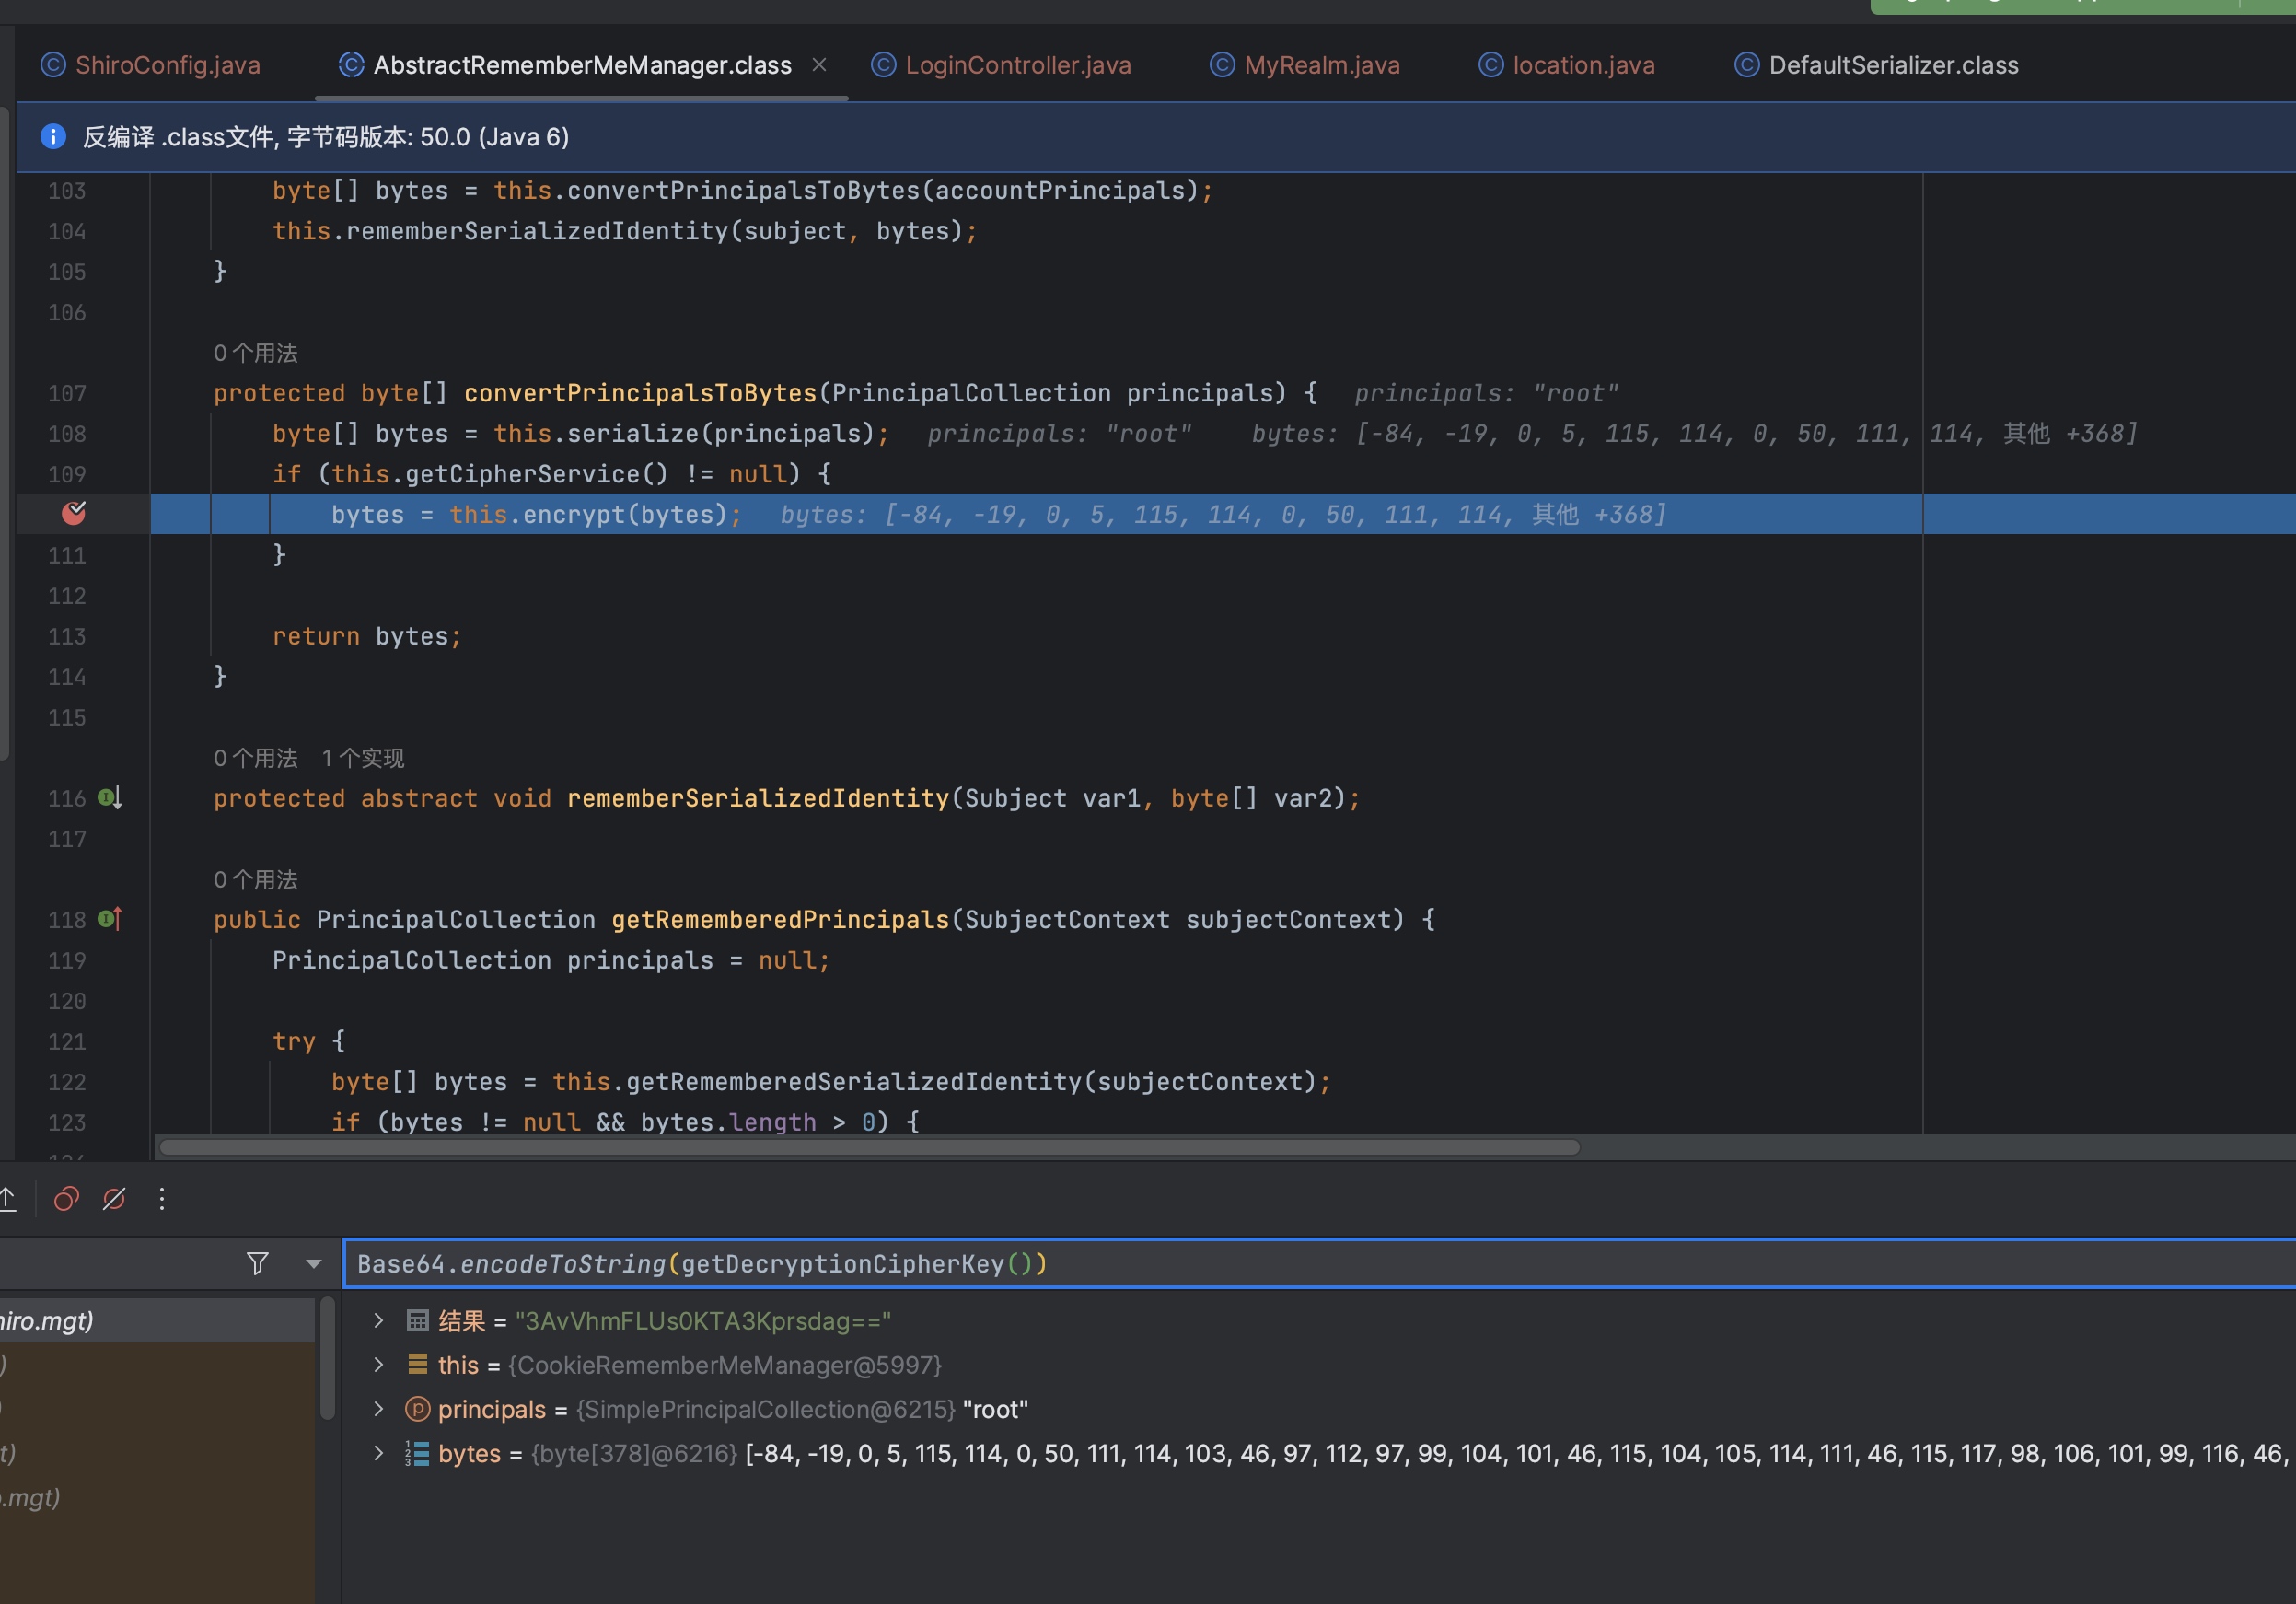 ShiroConfig.java AbstractRememberMeManager.class LoginController.java MyRealm.java location.java DefaultSerializer.class
反编译 .class文件, 字节码版本: 50.0 (Java 6)
103 byte[] bytes = this.convertPrincipalsToBytes(accountPrincipals);
104 this.rememberSerializedIdentity(subject, bytes);
105 }
106
0个用法
107 protected byte[] convertPrincipalsToBytes(PrincipalCollection principals) { principals: "root"
108 byte[] bytes = this.serialize(principals); principals: "root" bytes: [-84, -19, 0, 5, 115, 114, 0, 50, 111, 114, 其他 +368]
109 if (this.getCipherService() != null) {
bytes = this.encrypt(bytes); bytes: [-84, -19, 0, 5, 115, 114, 0, 50, 111, 114, 其他 +368]
111 }
112
113 return bytes;
114 }
115
0个用法 1个实现
116 protected abstract void rememberSerializedIdentity(Subject var1, byte[] var2);
117
0个用法
118 public PrincipalCollection getRememberedPrincipals(SubjectContext subjectContext) {
119 PrincipalCollection principals = null;
120
121 try {
122 byte[] bytes = this.getRememberedSerializedIdentity(subjectContext);
123 if (bytes != null && bytes.length > 0) {
Base64.encodeToString(getDecryptionCipherKey())
hiro.mgt)
结果 = "3AvVhmFLUs0KTA3Kprsdag=="
)
this = {CookieRememberMeManager@5997}
)
principals = {SimplePrincipalCollection@6215} "root"
t)
bytes = {byte[378]@6216} [-84, -19, 0, 5, 115, 114, 0, 50, 111, 114, 103, 46, 97, 112, 97, 99, 104, 101, 46, 115, 104, 105, 114, 111, 46, 115, 117, 98, 106, 101, 99, 116, 46,
o.mgt)